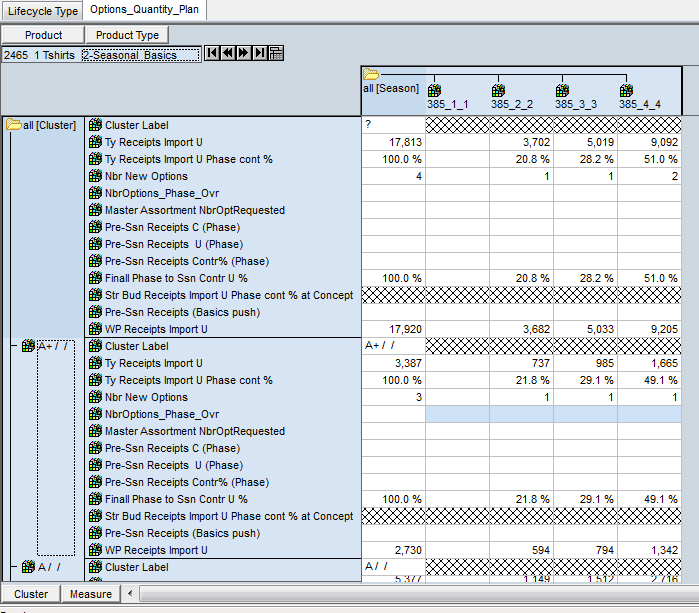 Lifecycle Type Options_Quantity_Plan
Product Product Type
2465 1 Tshirts 2-Seasonal_Basics
all [Season] 385_1_1 385_2_2 385_3_3 385_4_4
all [Cluster] Cluster Label ?
Ty Receipts Import U 17,813 3,702 5,019 9,092
Ty Receipts Import U Phase cont % 100.0 % 20.8 % 28.2 % 51.0 %
Nbr New Options 4 1 1 2
NbrOptions_Phase_Ovr
Master Assortment NbrOptRequested
Pre-Ssn Receipts C (Phase)
Pre-Ssn Receipts U (Phase)
Pre-Ssn Receipts Contr% (Phase)
Finall Phase to Ssn Contr U % 100.0 % 20.8 % 28.2 % 51.0 %
Str Bud Receipts Import U Phase cont % at Concept
Pre-Ssn Receipts (Basics push)
WP Receipts Import U 17,920 3,682 5,033 9,205
A+ / / Cluster Label A+ / /
Ty Receipts Import U 3,387 737 985 1,665
Ty Receipts Import U Phase cont % 100.0 % 21.8 % 29.1 % 49.1 %
Nbr New Options 3 1 1 1
NbrOptions_Phase_Ovr
Master Assortment NbrOptRequested
Pre-Ssn Receipts C (Phase)
Pre-Ssn Receipts U (Phase)
Pre-Ssn Receipts Contr% (Phase)
Finall Phase to Ssn Contr U % 100.0 % 21.8 % 29.1 % 49.1 %
Str Bud Receipts Import U Phase cont % at Concept
Pre-Ssn Receipts (Basics push)
WP Receipts Import U 2,730 594 794 1,342
A / / Cluster Label A / /
5,377 1,149 1,512 2,716
Cluster Measure